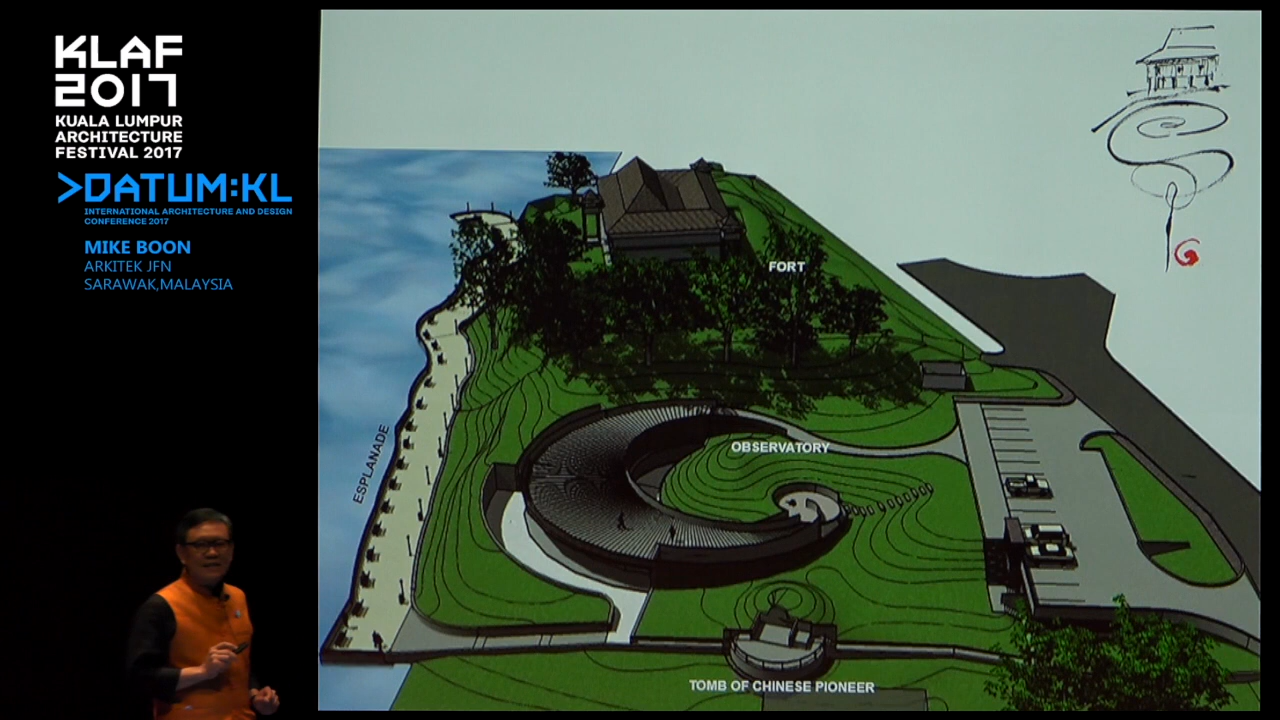 KLAF
2017
KUALA LUMPUR
ARCHITECTURE
FESTIVAL 2017
>DATUM:KL
INTERNATIONAL ARCHITECTURE AND DESIGN
CONFERENCE 2017
MIKE BOON
ARKITEK JFN
SARAWAK,MALAYSIA
FORT
OBSERVATORY
ESPLANADE
TOMB OF CHINESE PIONEER